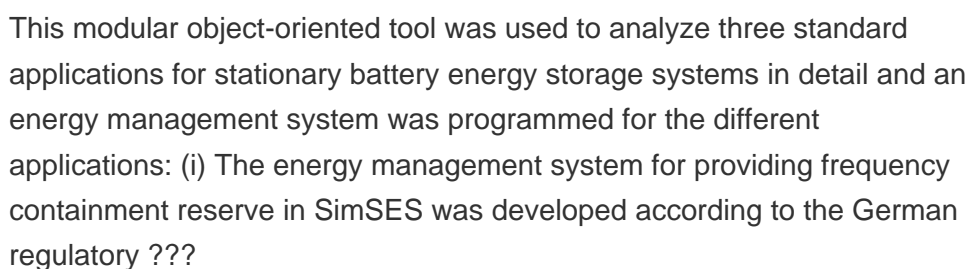 This modular object-oriented tool was used to analyze three standard
applications for stationary battery energy storage systems in detail and an
energy management system was programmed for the different
applications: (i) The energy management system for providing frequency
containment reserve in SimSES was developed according to the German
regulatory ???